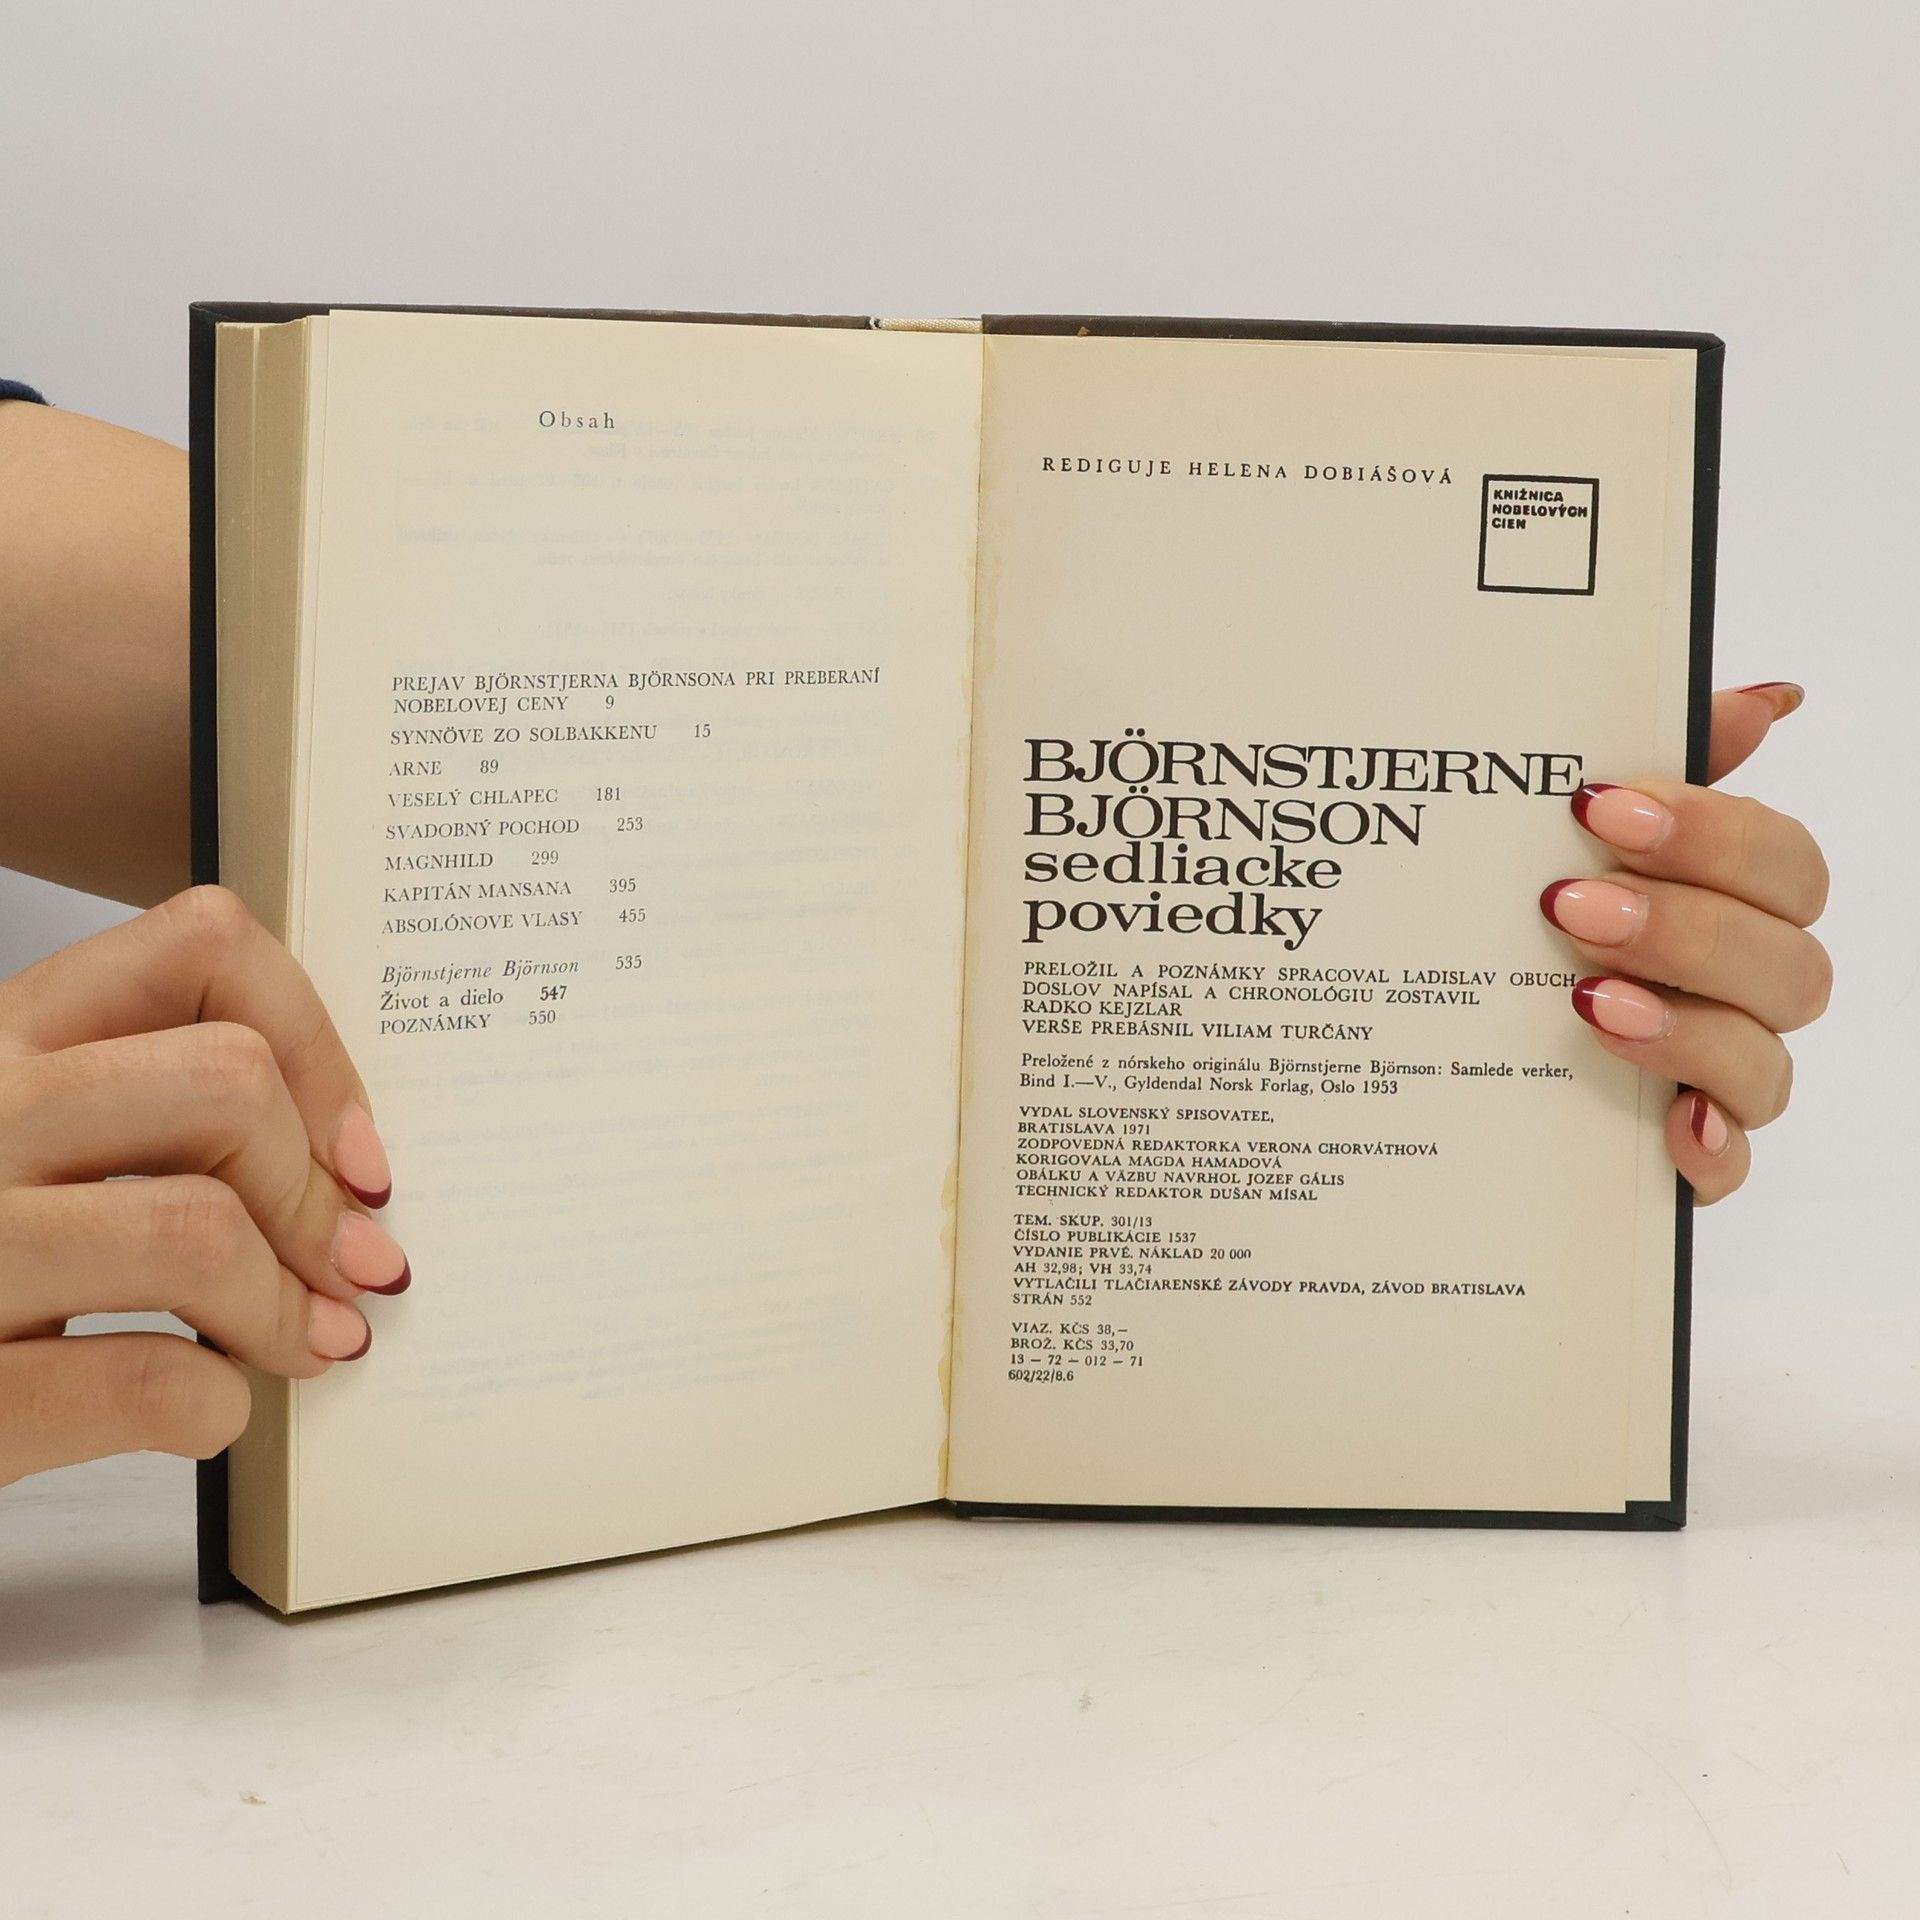 Obsah
PREJAV BJÖRNSTJERNA BJÖRNSONA PRI PREBERANÍ
NOBELOVEJ CENY 9
SYNNÖVE ZO SOLBAKKENU 15
ARNE 89
VESELÝ CHLAPEC 181
SVADOBNÝ POCHOD 253
MAGNHILD 299
KAPITÁN MANSANA 395
ABSOLÓNOVE VLASY 455
Björnstjerne Björnson 535
Život a dielo 547
POZNÁMKY 550
REDIGUJE HELENA DOBIÁŠOVÁ
KNIŽNICA
NOBELOVÝCH
CIEN
BJÖRNSTJERNE
BJÖRNSON
sedliacke
poviedky
PRELOŽIL A POZNÁMKY SPRACOVAL LADISLAV OBUCH
DOSLOV NAPÍSAL A CHRONOLÓGIU ZOSTAVIL
RADKO KEJZLAR
VERŠE PREBÁSNIL VILIAM TURČÁNY
Preložené z nórskeho originálu Björnstjerne Björnson: Samlede verker,
Bind I.—V., Gyldendal Norsk Forlag, Oslo 1953
VYDAL SLOVENSKÝ SPISOVATEĽ,
BRATISLAVA 1971
ZODPOVEDNÁ REDAKTORKA VERONA CHORVÁTHOVÁ
KORIGOVALA MAGDA HAMADOVÁ
OBÁLKU A VÄZBU NAVRHOL JOZEF GÁLIS
TECHNICKÝ REDAKTOR DUŠAN MÍSAL
TEM. SKUP. 301/13
ČÍSLO PUBLIKÁCIE 1537
VYDANIE PRVÉ. NÁKLAD 20 000
AH 32,98; VH 33,74
VYTLAČILI TLAČIARENSKÉ ZÁVODY PRAVDA, ZÁVOD BRATISLAVA
STRÁN 552
VIAZ. KČS 38,—
BROŽ. KČS 33,70
13 — 72 — 012 — 71
602/22/8.6